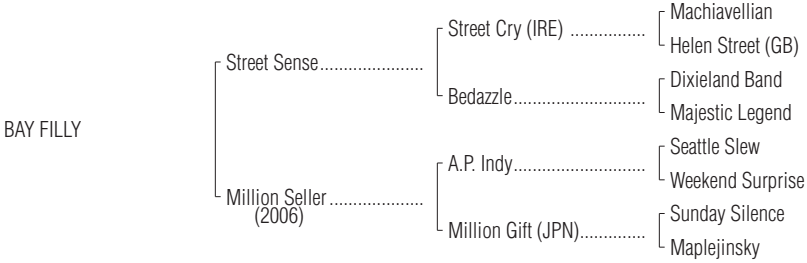 Machiavellian
Street Cry (IRE) ................
Helen Street (GB)
Street Sense......................
Dixieland Band
Bedazzle............................
Majestic Legend
BAY FILLY
Seattle Slew
A.P. Indy............................
Weekend Surprise
Million Seller ....................
(2006)
Sunday Silence
Million Gift (JPN)..............
Maplejinsky